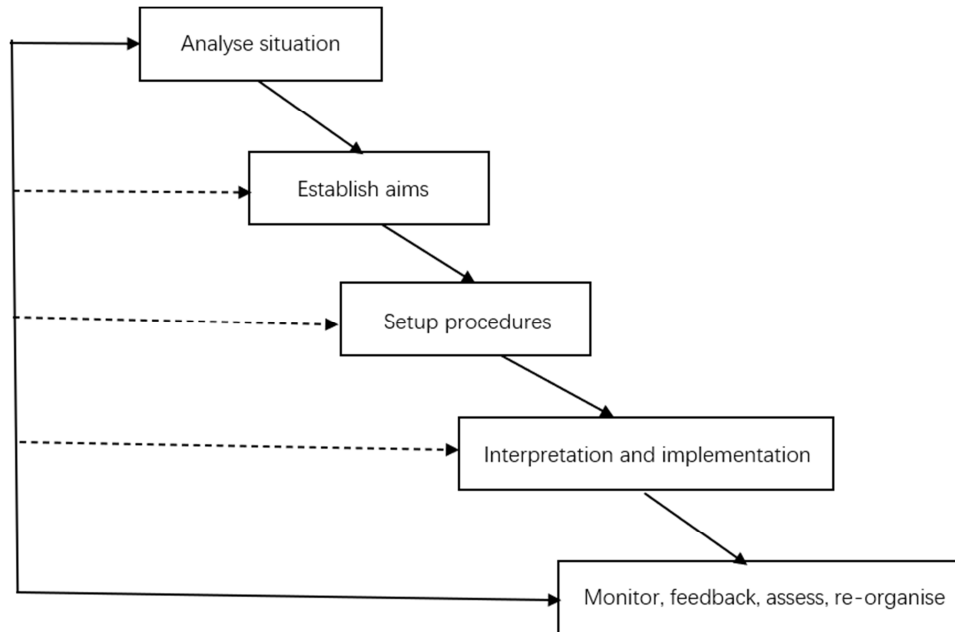 Analyse situation
Establish aims
Setup procedures
Interpretation and implementation
Monitor, feedback, assess, re-organise